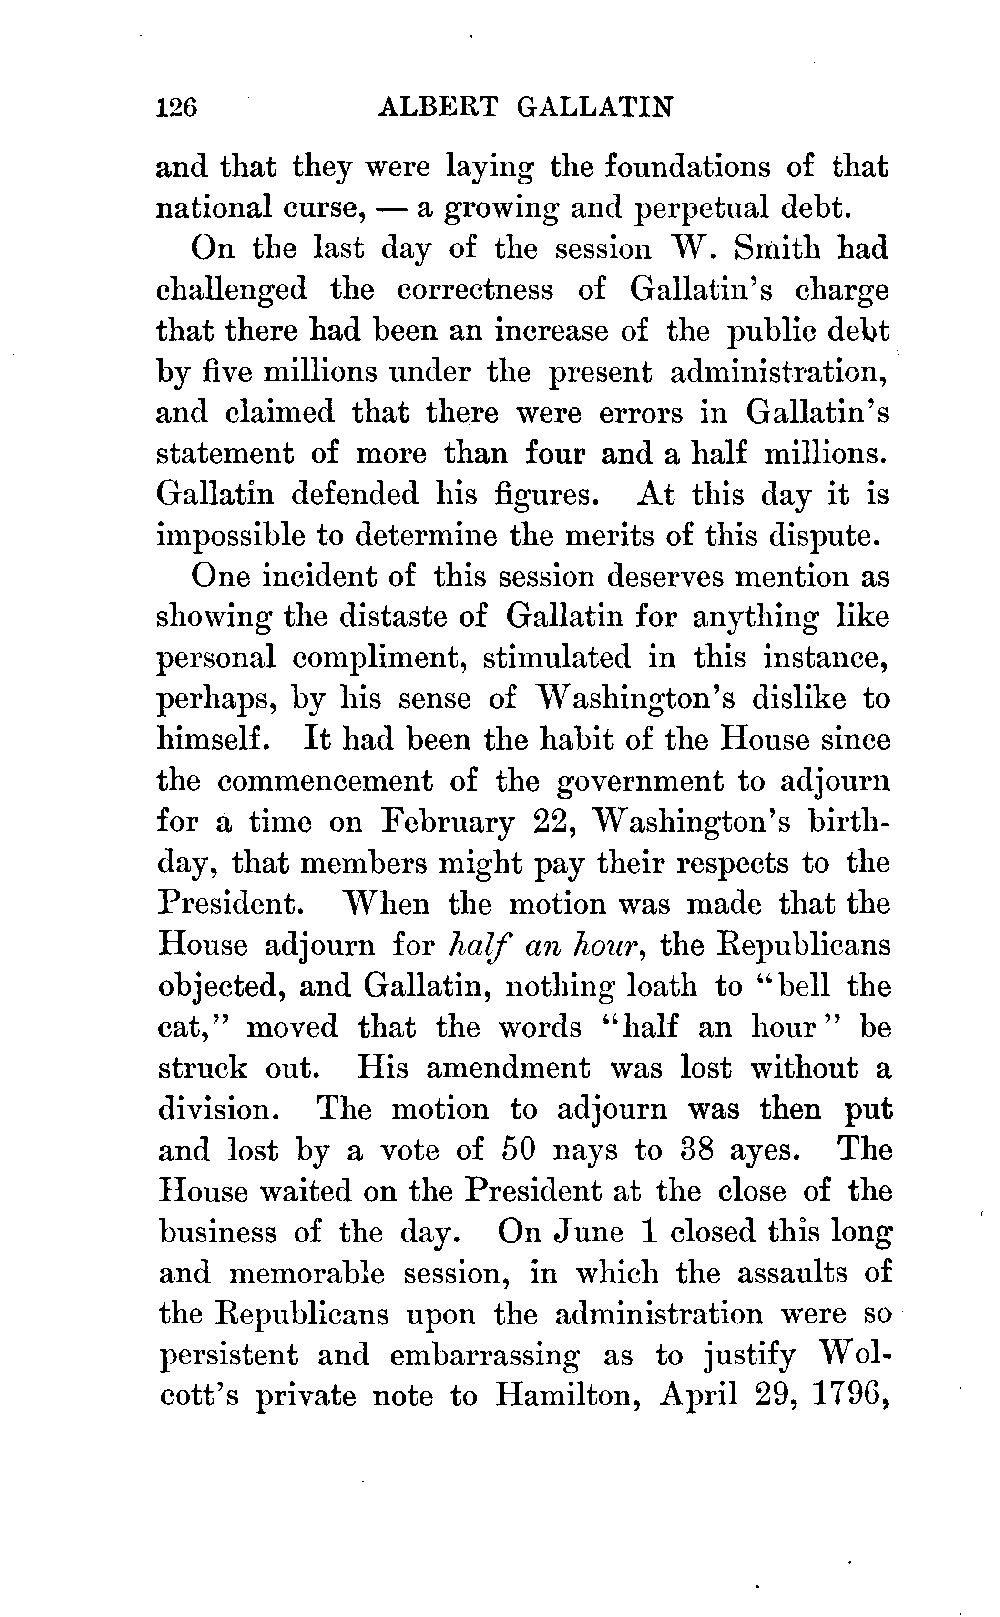 126 ALBERT GALLATIN
and that they were laying the foundations of that
national curse, — a growing and perpetual debt.
On the last day of the session W. Smith had
challenged the correctness of Gallatin's charge
that there had been an increase of the public debt
by five millions under the present administration,
and claimed that there were errors in Gallatin's
statement of more than four and a half millions.
Gallatin defended his figures. At this day it is
impossible to determine the merits of this dispute.
One incident of this session deserves mention as
showing the distaste of Gallatin for anything like
personal compliment, stimulated in this instance,
perhaps, by his sense of Washington's dislike to
himself. It had been the habit of the House since
the commencement of the government to adjourn
for a time on February 22, Washington's birth-
day, that members might pay their respects to the
President. When the motion was made that the
House adjourn for half an hour, the Republicans
objected, and Gallatin, nothing loath to "bell the
cat," moved that the words "half an hour" be
struck out. His amendment was lost without a
division. The motion to adjourn was then put
and lost by a vote of 50 nays to 38 ayes. The
House waited on the President at the close of the
business of the day. On June 1 closed this long
and memorable session, in which the assaults of
the Republicans upon the administration were so
persistent and embarrassing as to justify Wol-
cott's private note to Hamilton, April 29, 1796,